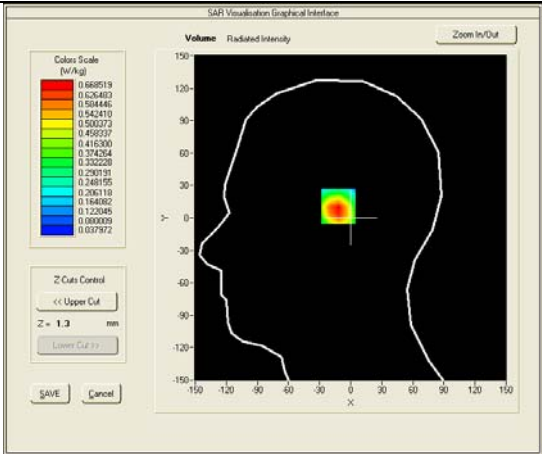 SAR Visualisation Graphical Interface
Volume Radiated Intensity
Zoom In/Out
Colors Scale
(W/kg)
0.668519
0.626483
0.584446
0.542410
0.500373
0.458337
0.416300
0.374264
0.332228
0.290191
0.248155
0.206118
0.164082
0.122045
0.080009
0.037972
Z Cuts Control
<< Upper Cut
Z = 1.3 mm
Lower Cut >>
SAVE Cancel
150
120
90
60
30
0
-30
-60
-90
-120
-150
Y
-150 -120 -90 -60 -30 0 30 60 90 120 150
X